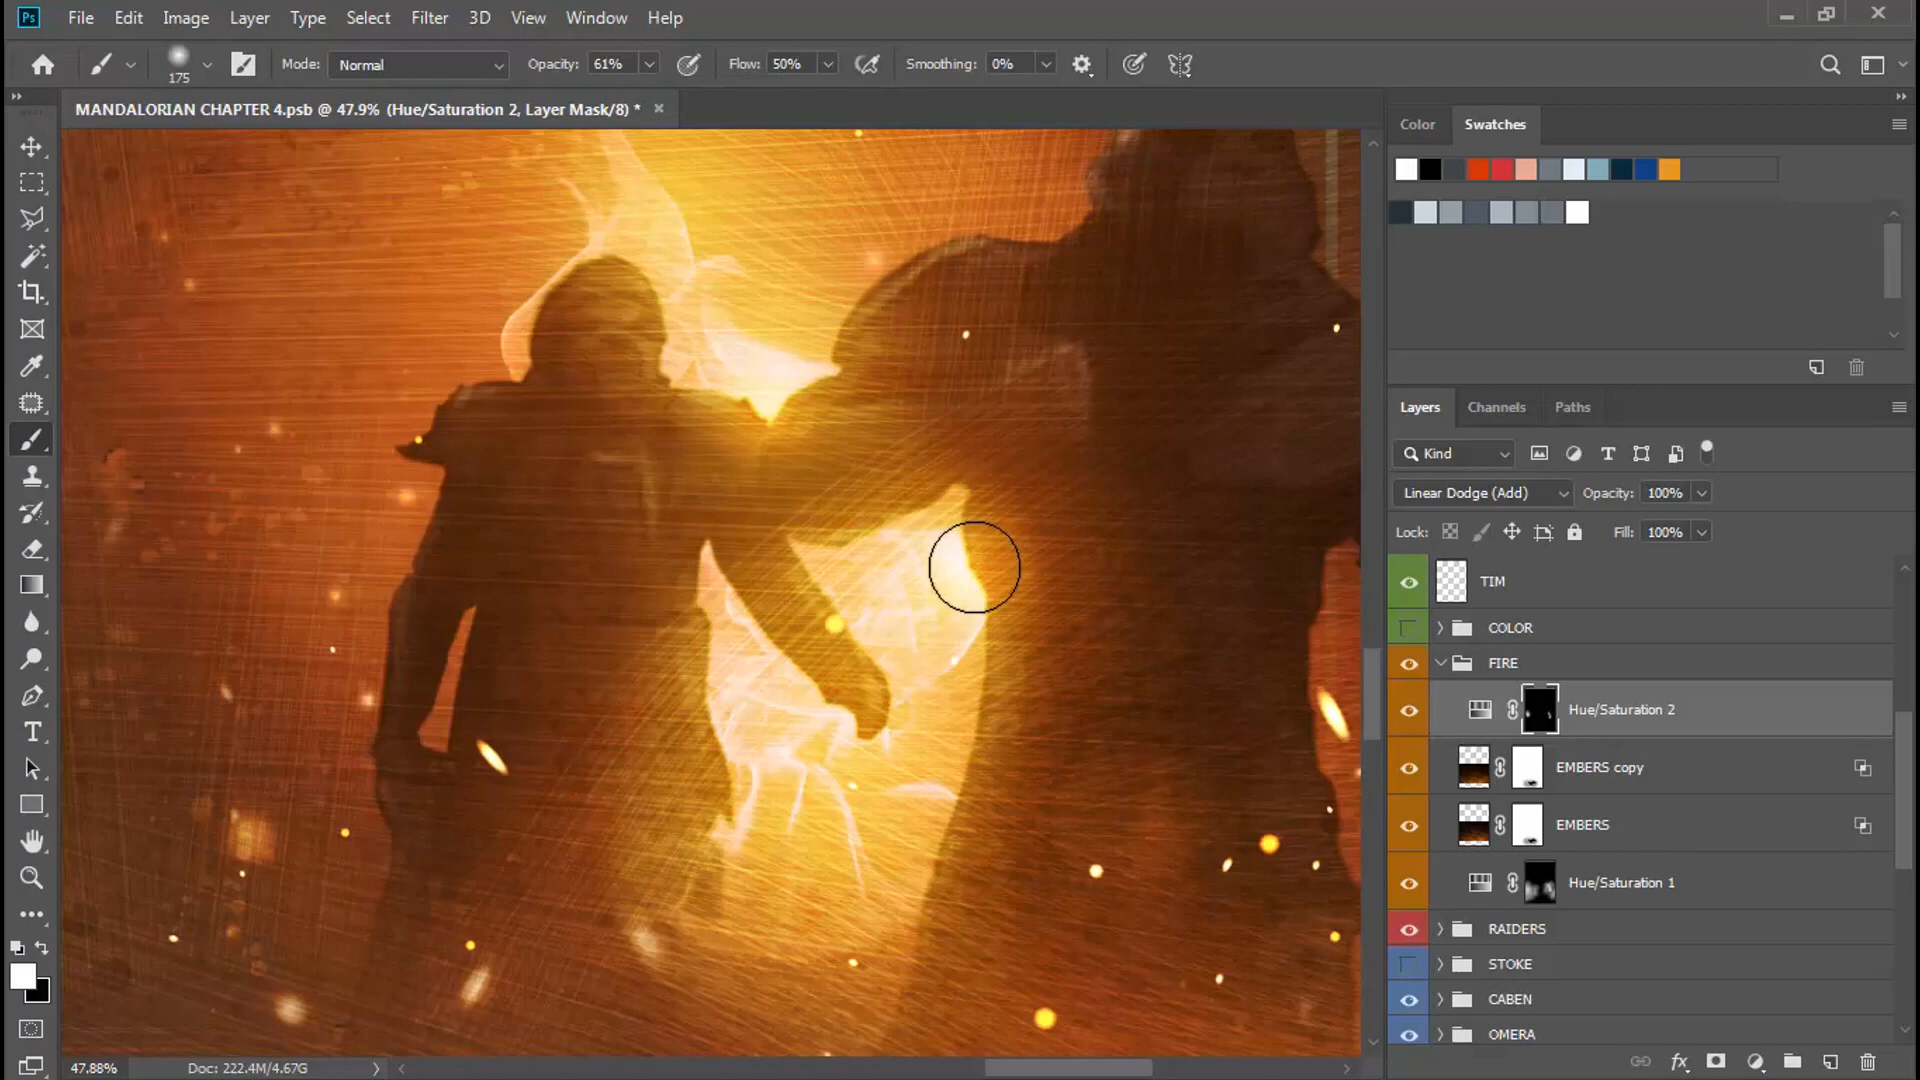 Ps File Edit Image Layer Type Select Filter 3D View Window Help
175 Mode: Normal Opacity: 61% Flow: 50% Smoothing: 0%
MANDALORIAN CHAPTER 4.psb @ 47.9% (Hue/Saturation 2, Layer Mask/8) *
Color Swatches
Layers Channels Paths
Kind
Linear Dodge (Add) Opacity: 100%
Lock: Fill: 100%
TIM
COLOR
FIRE
Hue/Saturation 2
EMBERS copy
EMBERS
Hue/Saturation 1
RAIDERS
STOKE
CABEN
OMERA
47.88% Doc: 222.4M/4.67G